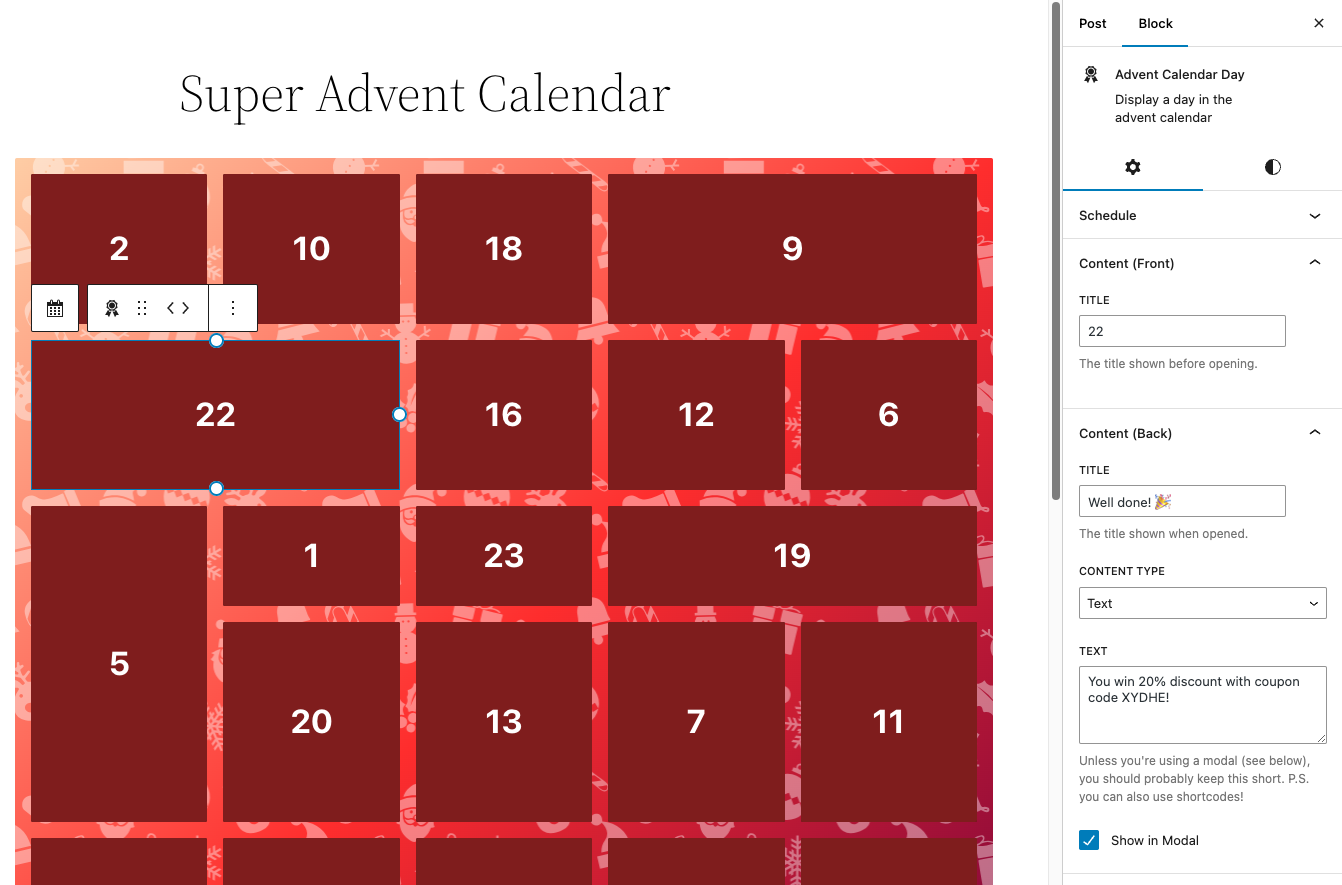 Super Advent Calendar
2
10
18
9
22
16
12
6
5
1
23
19
20
13
7
11
Post
Block
Advent Calendar Day
Display a day in the
advent calendar
Schedule
Content (Front)
TITLE
22
The title shown before opening.
Content (Back)
TITLE
Well done! 🎉
The title shown when opened.
CONTENT TYPE
Text
TEXT
You win 20% discount with coupon
code XYDHE!
Unless you're using a modal (see below),
you should probably keep this short. P.S.
you can also use shortcodes!
Show in Modal